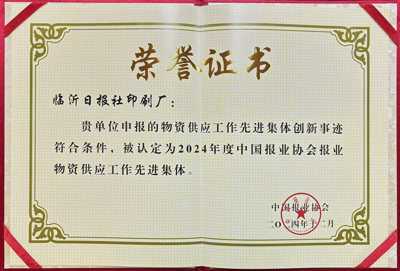 荣誉证书
临沂日报社印刷厂：
贵单位申报的物资供应工作先进集体创新事迹
符合条件，被认定为2024年度中国报业协会报业
物资供应工作先进集体。
中国报业协会
二〇二四年十二月